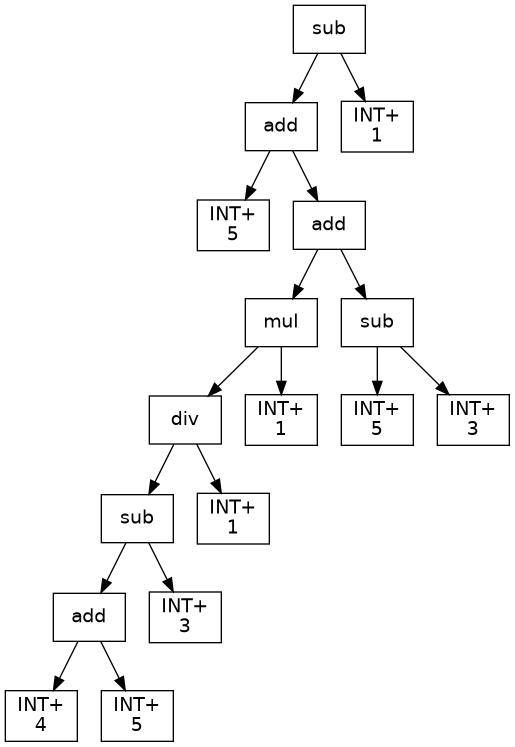 sub
add
INT+
1
INT+
5
add
mul
sub
div
INT+
1
INT+
5
INT+
3
sub
INT+
1
add
INT+
3
INT+
4
INT+
5